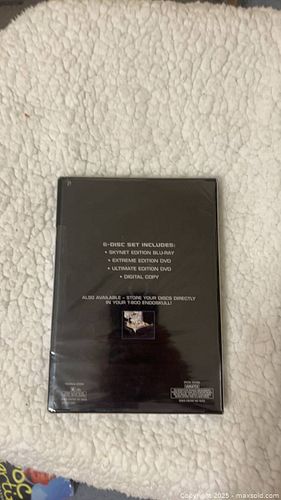 6-DISC SET INCLUDES:
• SKYNET EDITION BLU-RAY
• EXTREME EDITION DVD
• ULTIMATE EDITION DVD
• DIGITAL COPY
ALSO AVAILABLE - STORE YOUR DISCS DIRECTLY
IN YOUR T-800 ENDOSKULL!
Copyright © 2025 - maxsold.com